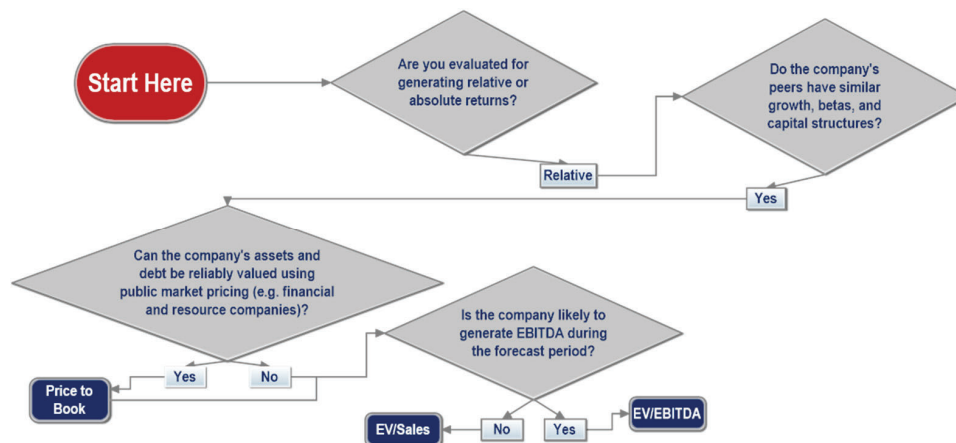 Start Here
Are you evaluated for
generating relative or
absolute returns?
Relative
Do the company's
peers have similar
growth, betas, and
capital structures?
Yes
Can the company's assets and
debt be reliably valued using
public market pricing (e.g. financial
and resource companies)?
Yes
No
Price to
Book
Is the company likely to
generate EBITDA during
the forecast period?
EV/Sales
No
Yes
EV/EBITDA